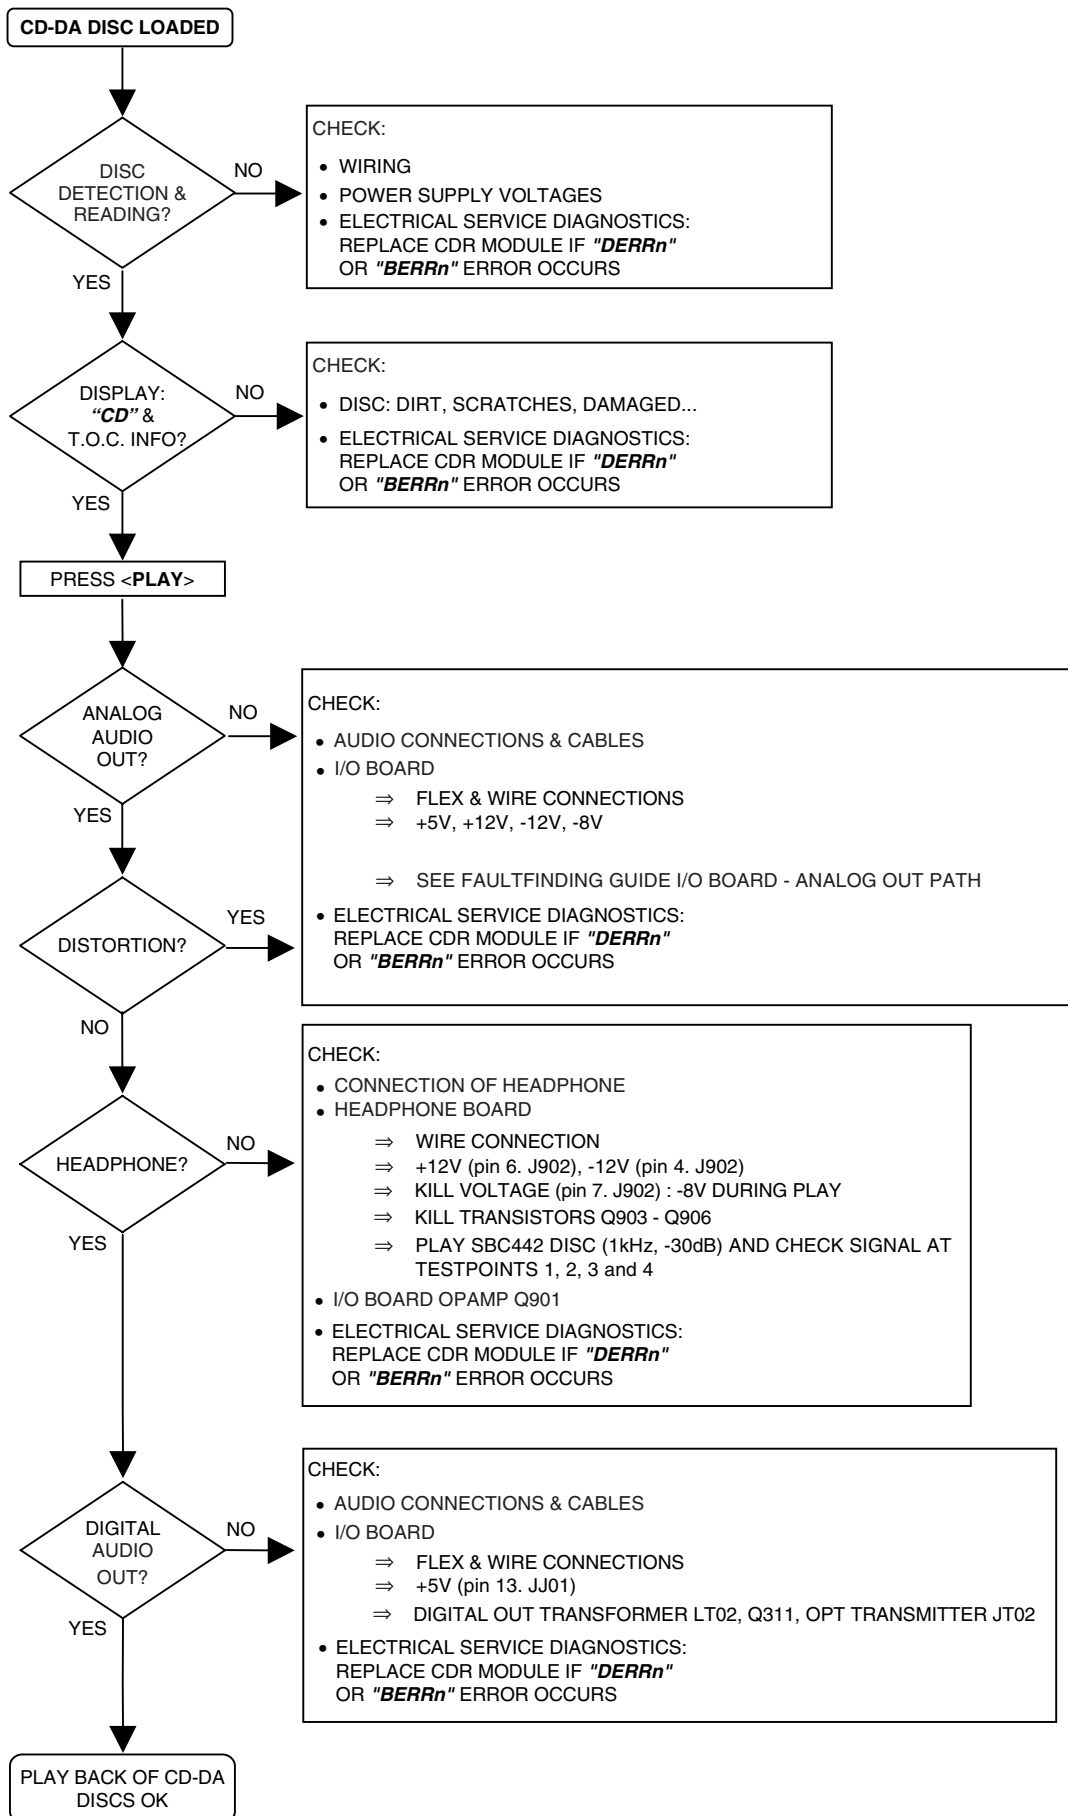 CD-DA DISC LOADED
DISC
DETECTION &
READING?
NO
YES
CHECK:
• WIRING
• POWER SUPPLY VOLTAGES
• ELECTRICAL SERVICE DIAGNOSTICS:
REPLACE CDR MODULE IF "DERRn"
OR "BERRn" ERROR OCCURS
DISPLAY:
“CD” &
T.O.C. INFO?
NO
YES
CHECK:
• DISC: DIRT, SCRATCHES, DAMAGED...
• ELECTRICAL SERVICE DIAGNOSTICS:
REPLACE CDR MODULE IF "DERRn"
OR "BERRn" ERROR OCCURS
PRESS <PLAY>
ANALOG
AUDIO
OUT?
NO
YES
DISTORTION?
YES
NO
CHECK:
• AUDIO CONNECTIONS & CABLES
• I/O BOARD
⇒ FLEX & WIRE CONNECTIONS
⇒ +5V, +12V, -12V, -8V
⇒ SEE FAULTFINDING GUIDE I/O BOARD - ANALOG OUT PATH
• ELECTRICAL SERVICE DIAGNOSTICS:
REPLACE CDR MODULE IF "DERRn"
OR "BERRn" ERROR OCCURS
HEADPHONE?
NO
YES
CHECK:
• CONNECTION OF HEADPHONE
• HEADPHONE BOARD
⇒ WIRE CONNECTION
⇒ +12V (pin 6. J902), -12V (pin 4. J902)
⇒ KILL VOLTAGE (pin 7. J902) : -8V DURING PLAY
⇒ KILL TRANSISTORS Q903 - Q906
⇒ PLAY SBC442 DISC (1kHz, -30dB) AND CHECK SIGNAL AT
TESTPOINTS 1, 2, 3 and 4
• I/O BOARD OPAMP Q901
• ELECTRICAL SERVICE DIAGNOSTICS:
REPLACE CDR MODULE IF "DERRn"
OR "BERRn" ERROR OCCURS
DIGITAL
AUDIO
OUT?
NO
YES
CHECK:
• AUDIO CONNECTIONS & CABLES
• I/O BOARD
⇒ FLEX & WIRE CONNECTIONS
⇒ +5V (pin 13. JJ01)
⇒ DIGITAL OUT TRANSFORMER LT02, Q311, OPT TRANSMITTER JT02
• ELECTRICAL SERVICE DIAGNOSTICS:
REPLACE CDR MODULE IF "DERRn"
OR "BERRn" ERROR OCCURS
PLAY BACK OF CD-DA
DISCS OK